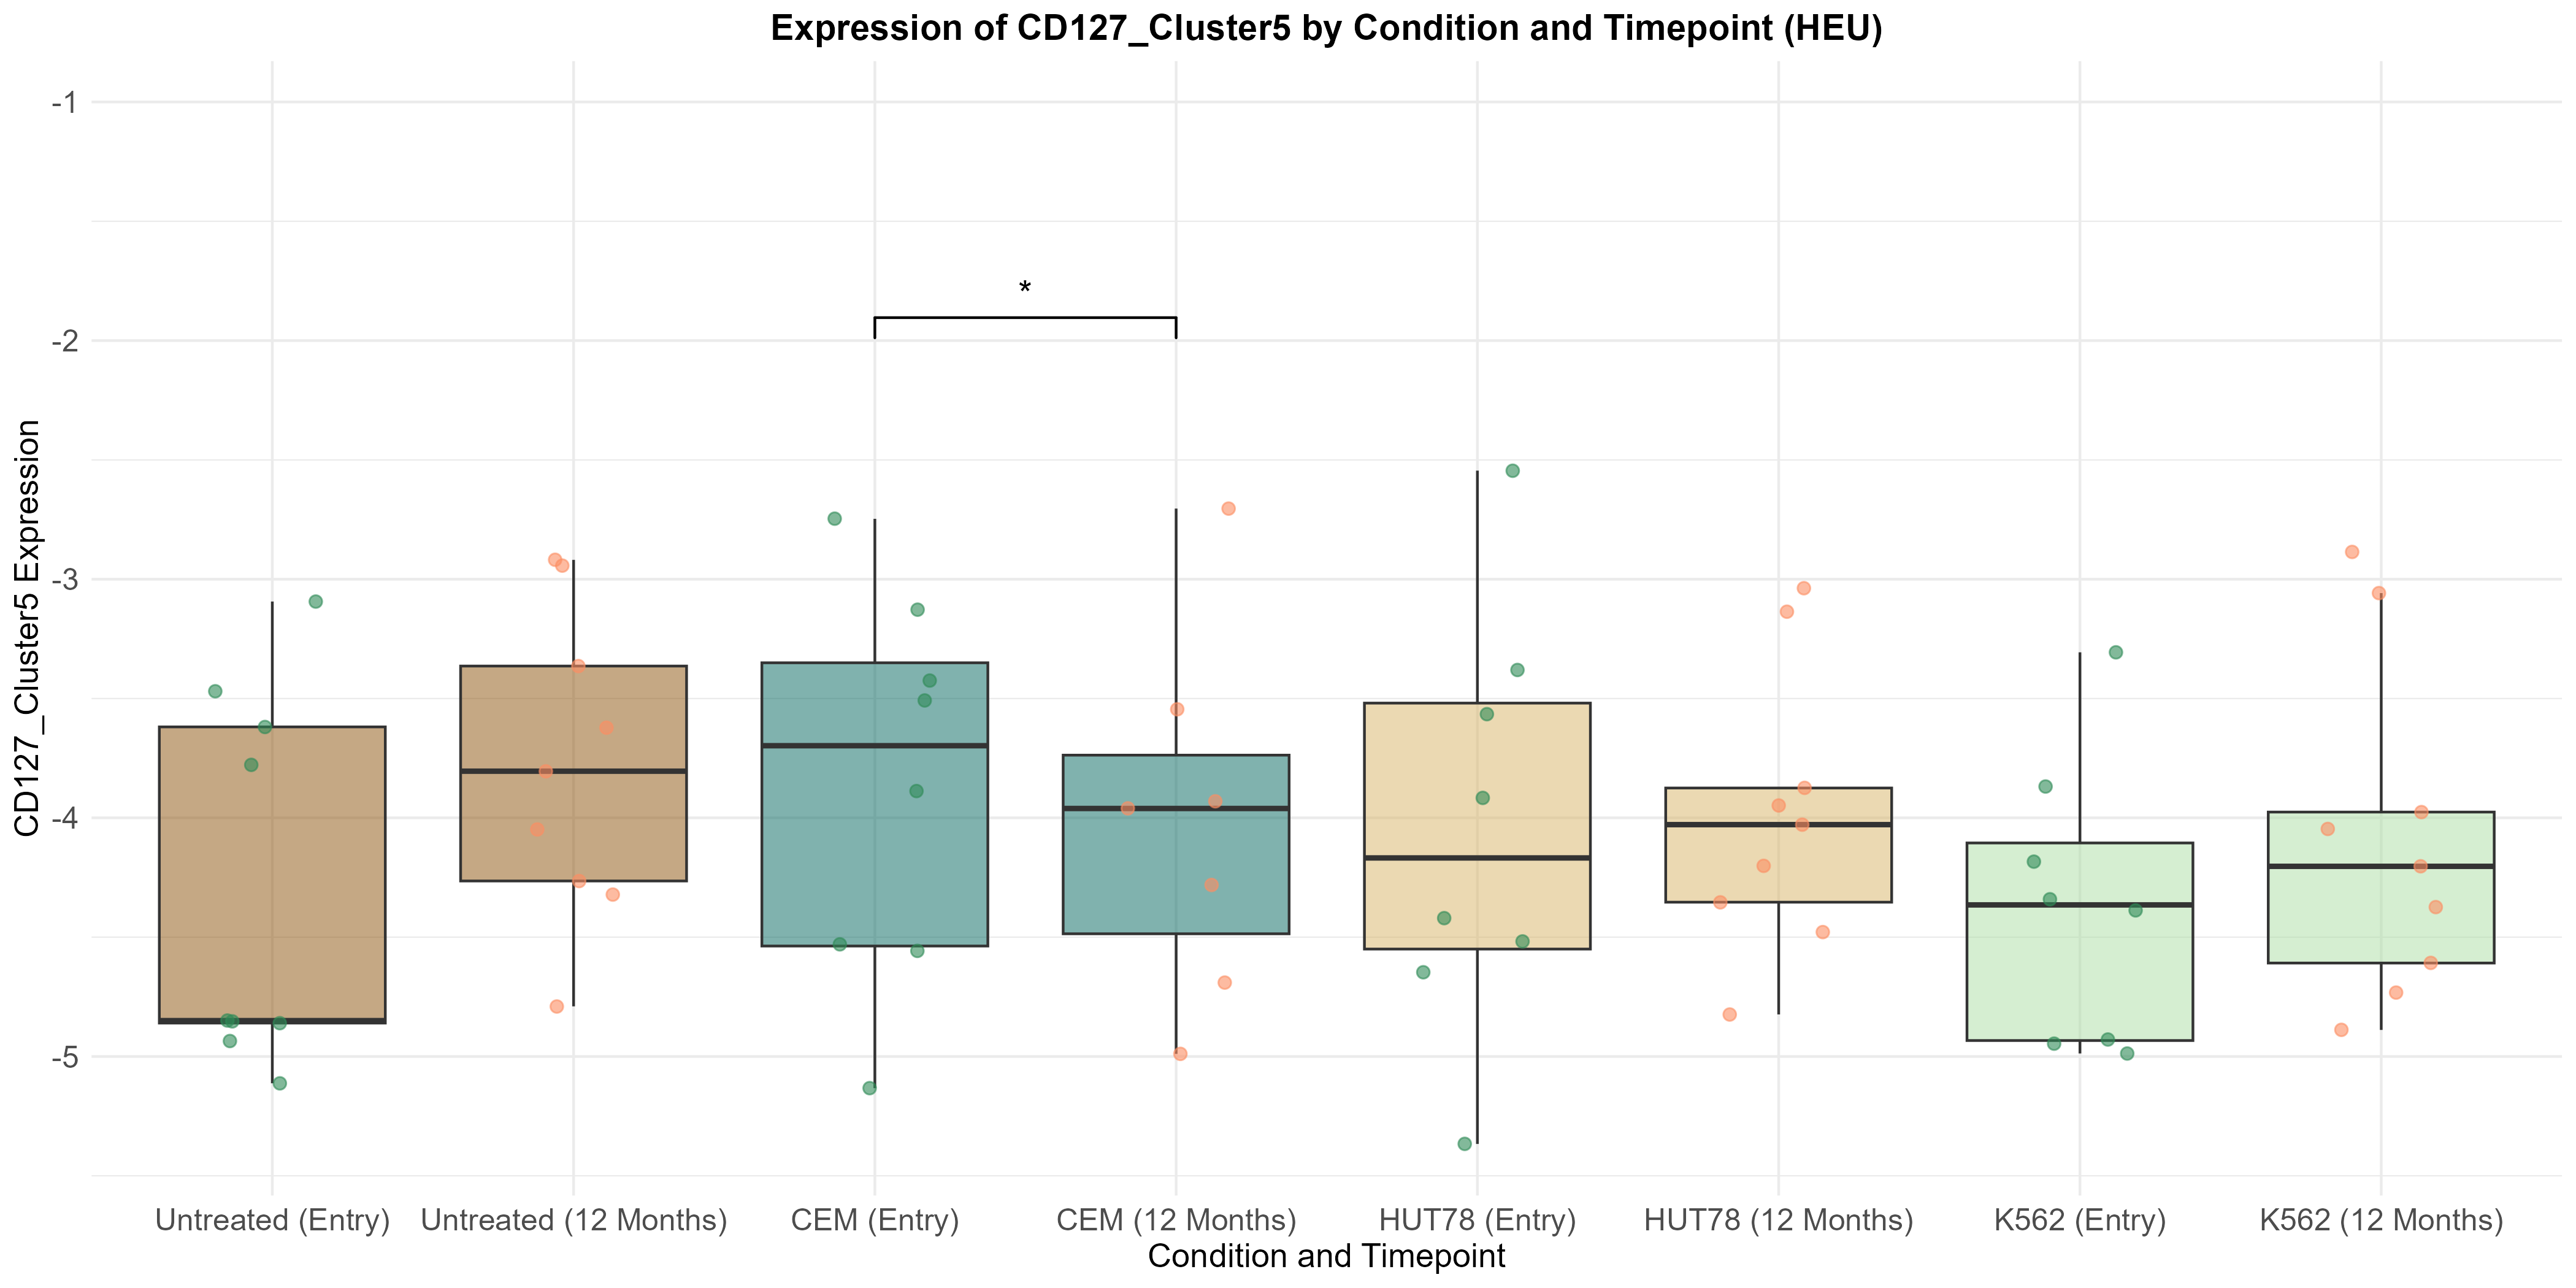 Expression of CD127_Cluster5 by Condition and Timepoint (HEU)
CD127_Cluster5 Expression
-1
-2
-3
-4
-5
*
Untreated (Entry)
Untreated (12 Months)
CEM (Entry)
CEM (12 Months)
HUT78 (Entry)
HUT78 (12 Months)
K562 (Entry)
K562 (12 Months)
Condition and Timepoint